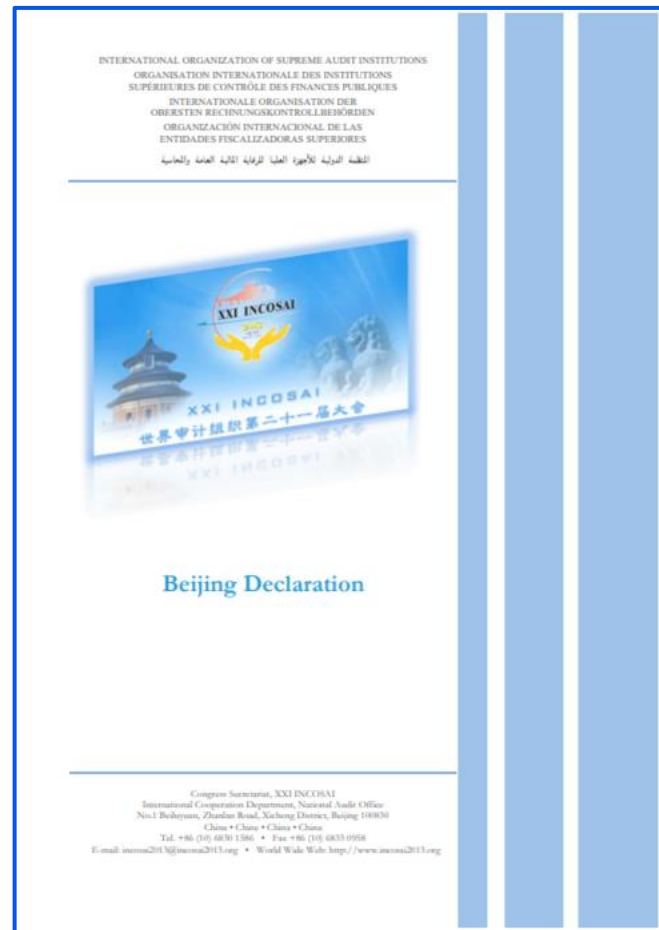 INTERNATIONAL ORGANIZATION OF SUPREME AUDIT INSTITUTIONS
ORGANISATION INTERNATIONALE DES INSTITUTIONS
SUPÉRIEURES DE CONTRÔLE DES FINANCES PUBLIQUES
INTERNATIONALE ORGANISATION DER
OBERSTEN RECHNUNGSKONTROLLBEHÖRDEN
ORGANIZACIÓN INTERNACIONAL DE LAS
ENTIDADES FISCALIZADORAS SUPERIORES
المنظمة الدولية للأجهزة العليا للرقابة المالية العامة والمحاسبة
XXI INCOSAI
XXI INCOSAI
世界审计组织第二十一届大会
Beijing Declaration
Congress Secretariat, XXI INCOSAI
International Cooperation Department, National Audit Office
No.1 Beiluyuan, Zhanlan Road, Xicheng District, Beijing 100830
China • China • China • China
Tel. +86 (10) 6830 1586 • Fax +86 (10) 6833 0958
E-mail: incosai2013@incosai2013.org • World Wide Web: http://www.incosai2013.org